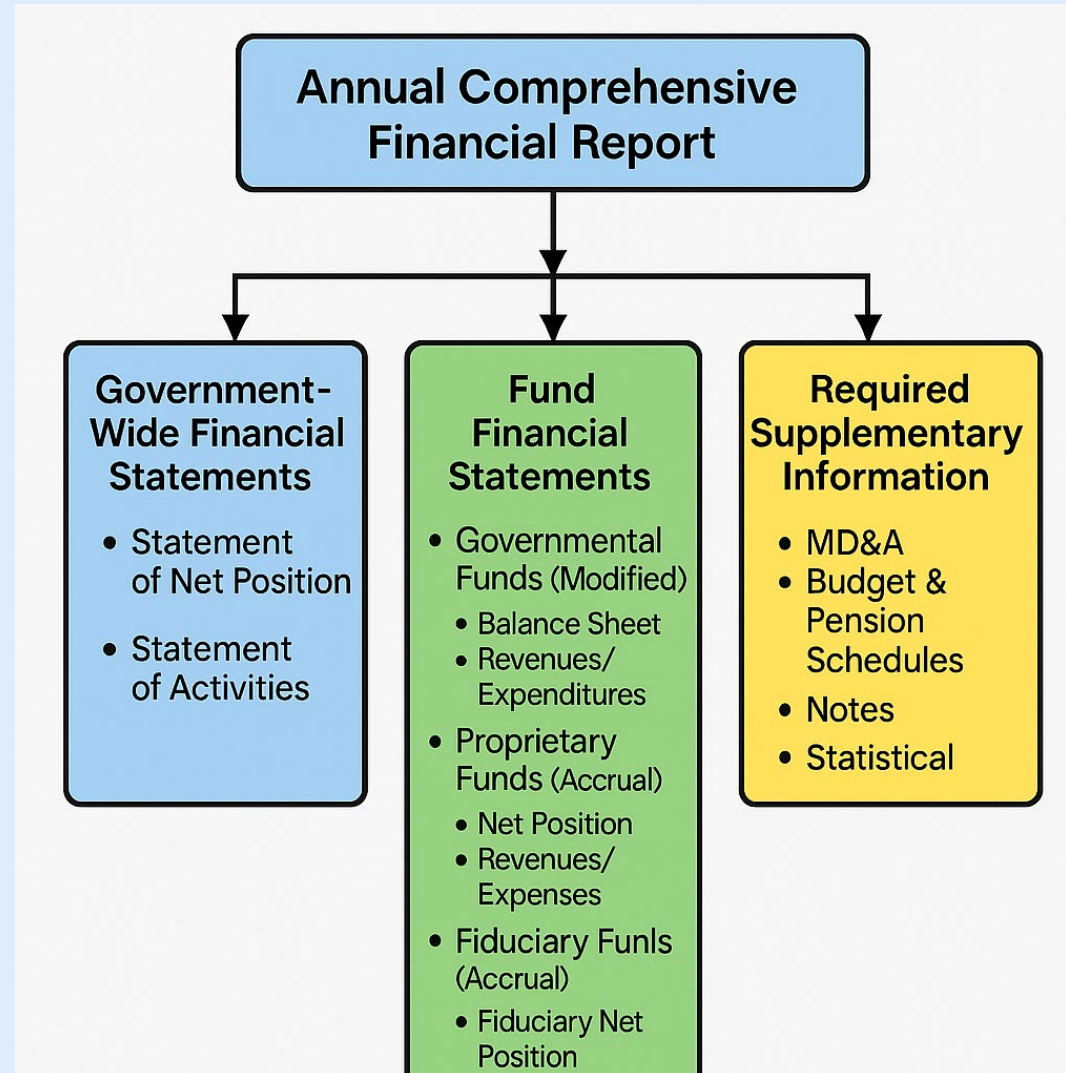 Annual Comprehensive
Financial Report
Government-
Wide Financial
Statements
• Statement
of Net Position
• Statement
of Activities
Fund
Financial
Statements
• Governmental
Funds (Modified)
• Balance Sheet
• Revenues/
Expenditures
• Proprietary
Funds (Accrual)
• Net Position
• Revenues/
Expenses
• Fiduciary Funls
(Accrual)
• Fiduciary Net
Position
Required
Supplementary
Information
• MD&A
• Budget &
Pension
Schedules
• Notes
• Statistical